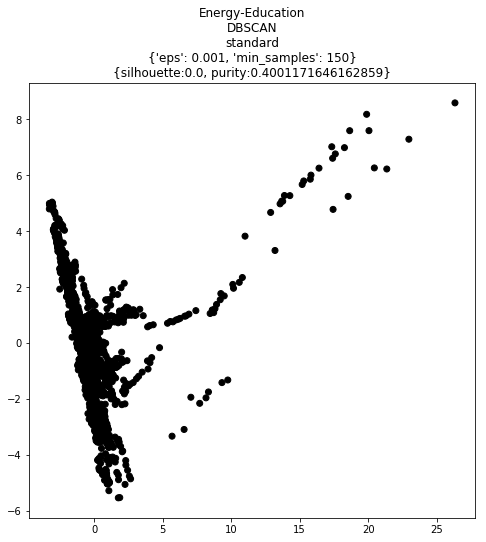 Energy-Education
DBSCAN
standard
{'eps': 0.001, 'min_samples': 150}
{silhouette:0.0, purity:0.4001171646162859}
8
6
4
2
0
−2
−4
−6
0 5 10 15 20 25